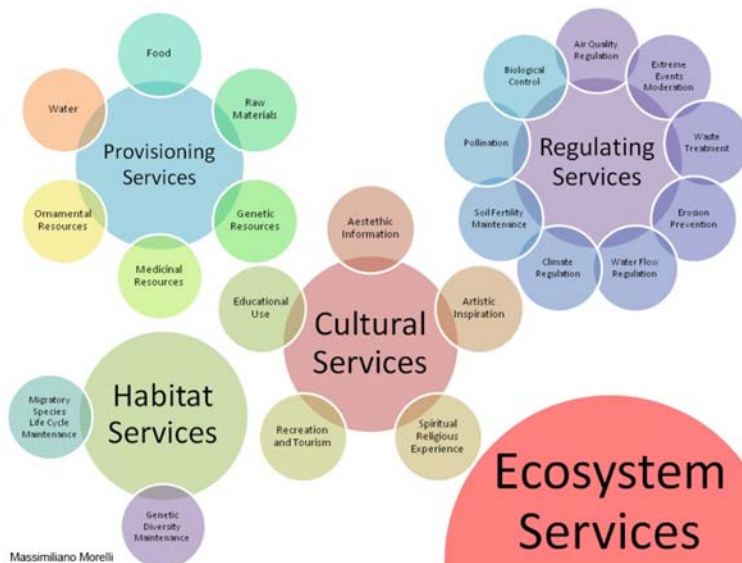 Food
Water
Raw
Materials
Provisioning
Services
Ornamental
Resources
Genetic
Resources
Medicinal
Resources
Air Quality
Regulation
Biological
Control
Extreme
Events
Moderation
Pollination
Waste
Treatment
Regulating
Services
Soil Fertility
Maintenance
Erosion
Prevention
Climate
Regulation
Water Flow
Regulation
Aestethic
Information
Educational
Use
Artistic
Inspiration
Cultural
Services
Recreation
and Tourism
Spiritual
Religious
Experience
Habitat
Services
Migratory
Species
Life Cycle
Maintenance
Genetic
Diversity
Maintenance
Ecosystem
Services
Massimiliano Morelli